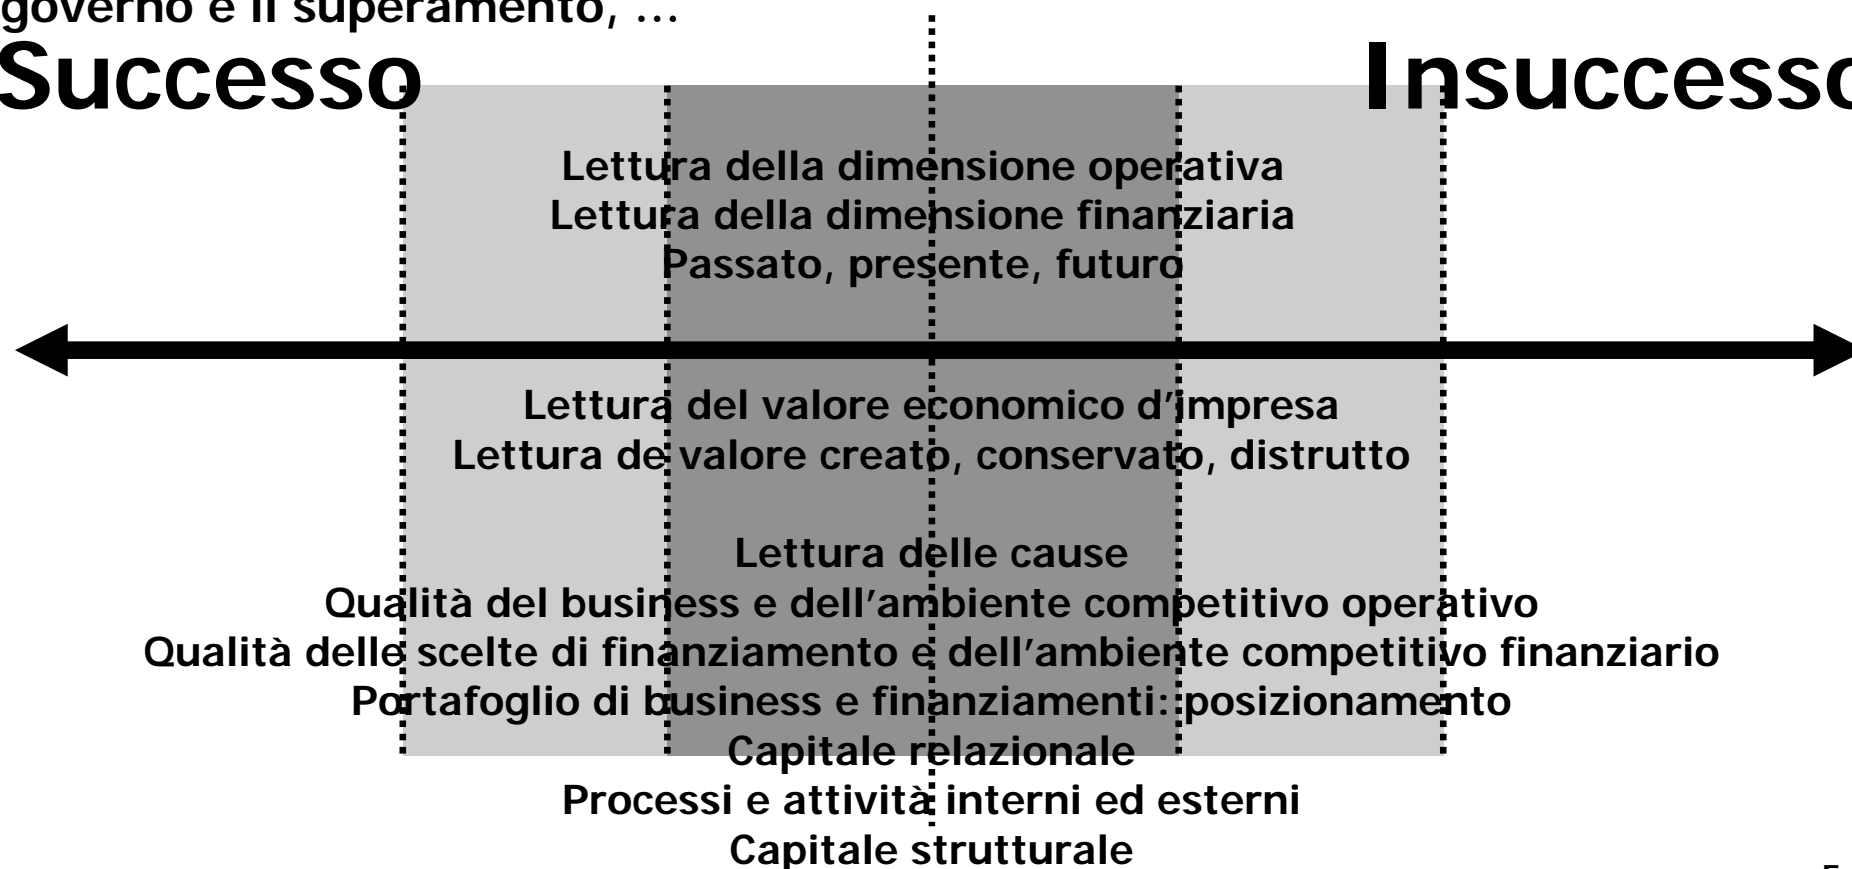 governo e il superamento, …
Successo Insuccesso
Lettura della dimensione operativa
Lettura della dimensione finanziaria
Passato, presente, futuro
Lettura del valore economico d’impresa
Lettura de valore creato, conservato, distrutto
Lettura delle cause
Qualità del business e dell’ambiente competitivo operativo
Qualità delle scelte di finanziamento e dell’ambiente competitivo finanziario
Portafoglio di business e finanziamenti: posizionamento
Capitale relazionale
Processi e attività interni ed esterni
Capitale strutturale